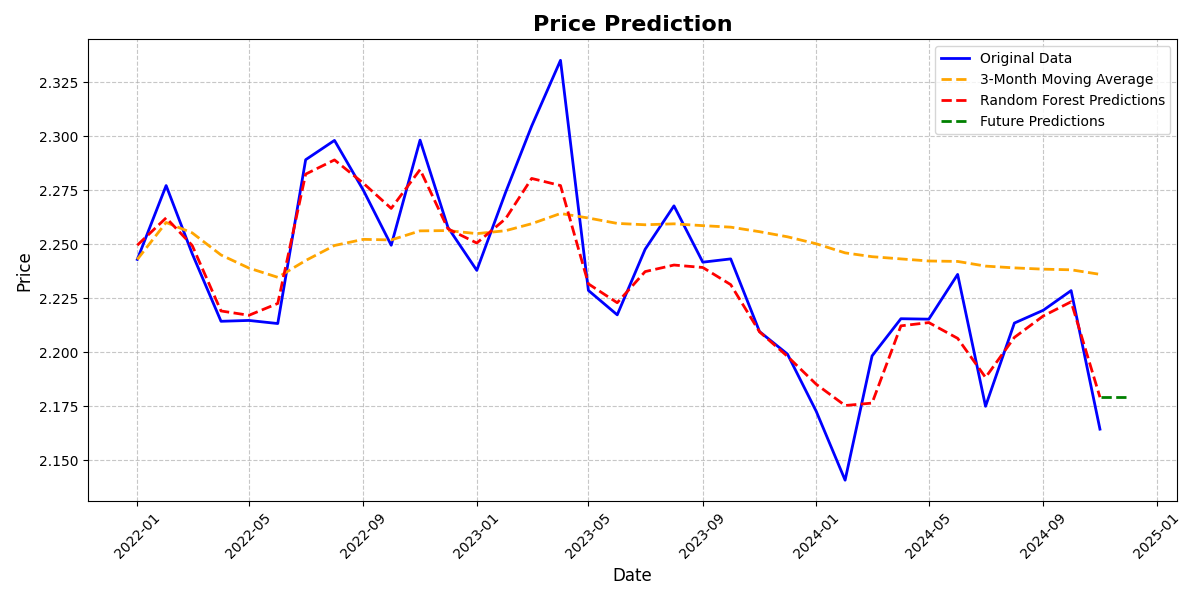 Price Prediction
Original Data
3-Month Moving Average
Random Forest Predictions
Future Predictions
Price
2.325
2.300
2.275
2.250
2.225
2.200
2.175
2.150
2022-01
2022-05
2022-09
2023-01
2023-05
2023-09
2024-01
2024-05
2024-09
2025-01
Date